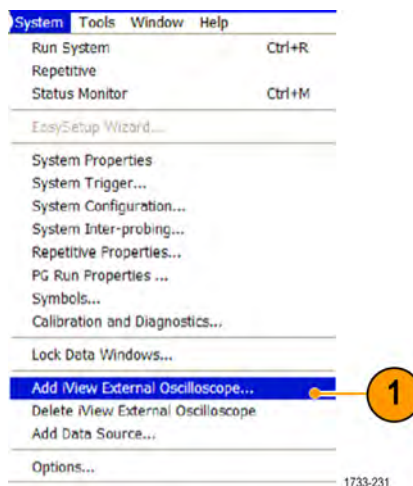 System Tools Window Help
Run System Ctrl+R
Repetitive
Status Monitor Ctrl+M
EasySetup Wizard...
System Properties
System Trigger...
System Configuration...
System Inter-probing...
Repetitive Properties...
PG Run Properties ...
Symbols...
Calibration and Diagnostics...
Lock Data Windows...
Add iView External Oscilloscope...
1
Delete iView External Oscilloscope
Add Data Source...
Options...
1733-231